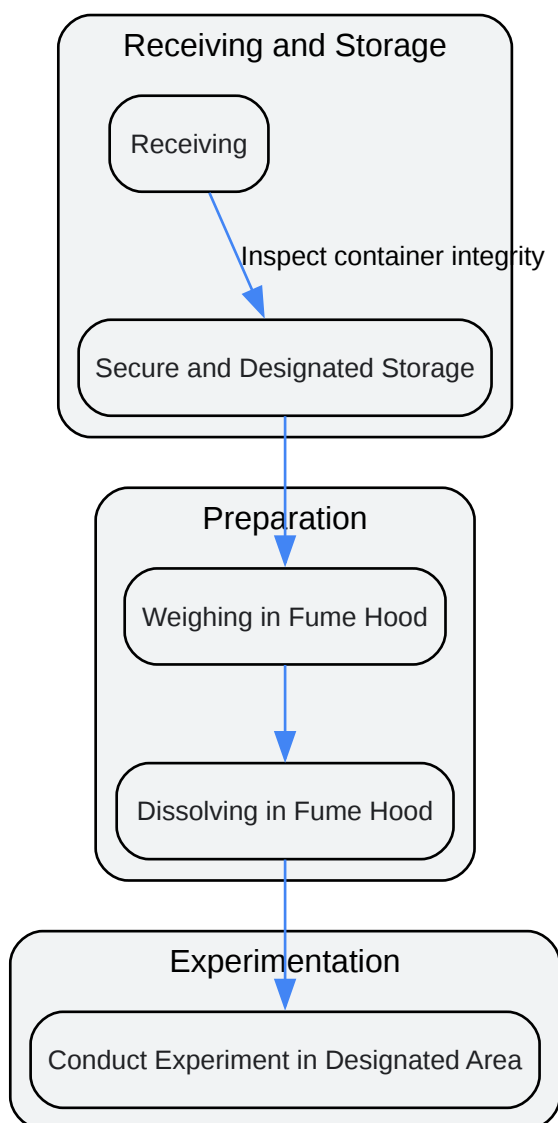 Receiving and Storage
Receiving
Inspect container integrity
Secure and Designated Storage
Preparation
Weighing in Fume Hood
Dissolving in Fume Hood
Experimentation
Conduct Experiment in Designated Area